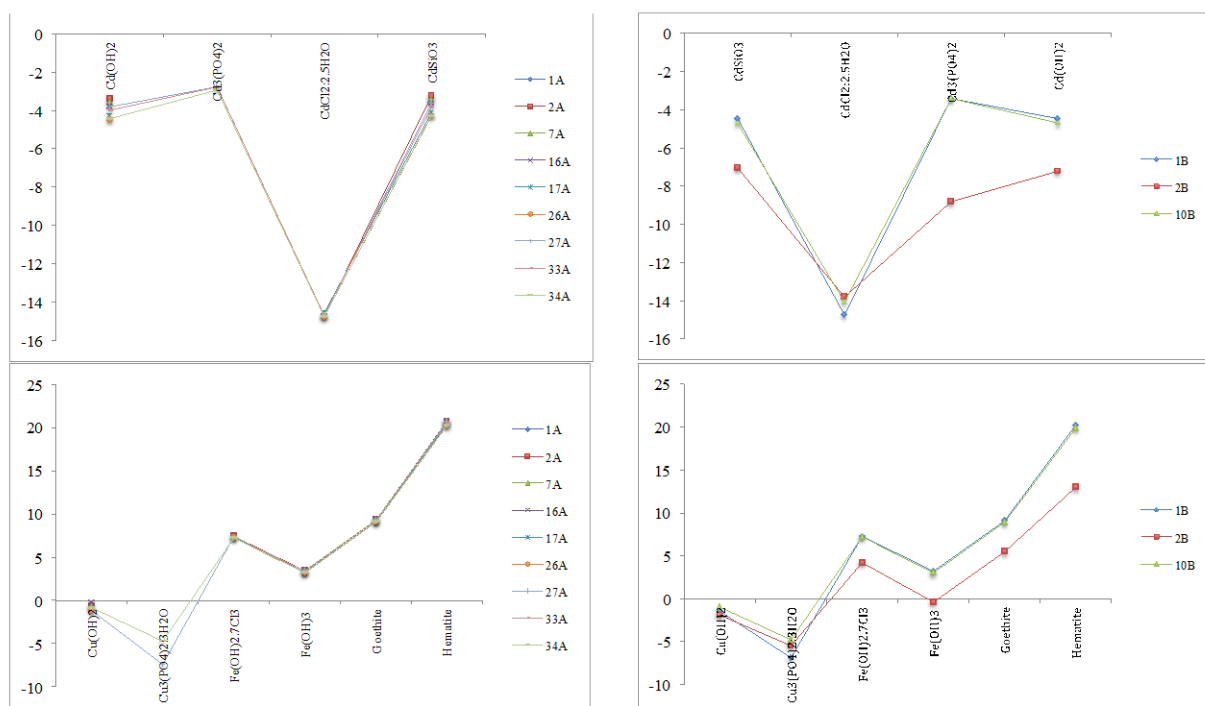 0
-2
-4
-6
-8
-10
-12
-14
-16
Cd(OH)2
Cd3(PO4)2
CdCl2:2.5H2O
CdSiO3
1A
2A
7A
16A
17A
26A
27A
33A
34A
0
-2
-4
-6
-8
-10
-12
-14
-16
CdSiO3
CdCl2:2.5H2O
Cd3(PO4)2
Cd(OH)2
1B
2B
10B
25
20
15
10
5
0
-5
-10
Cu(OH)2
Cu3(PO4)2:3H2O
Fe(OH)2.7Cl3
Fe(OH)3
Goethite
Hematite
1A
2A
7A
16A
17A
26A
27A
33A
34A
25
20
15
10
5
0
-5
-10
Cu(OH)2
Cu3(PO4)2:3H2O
Fe(OH)2.7Cl3
Fe(OH)3
Goethite
Hematite
1B
2B
10B